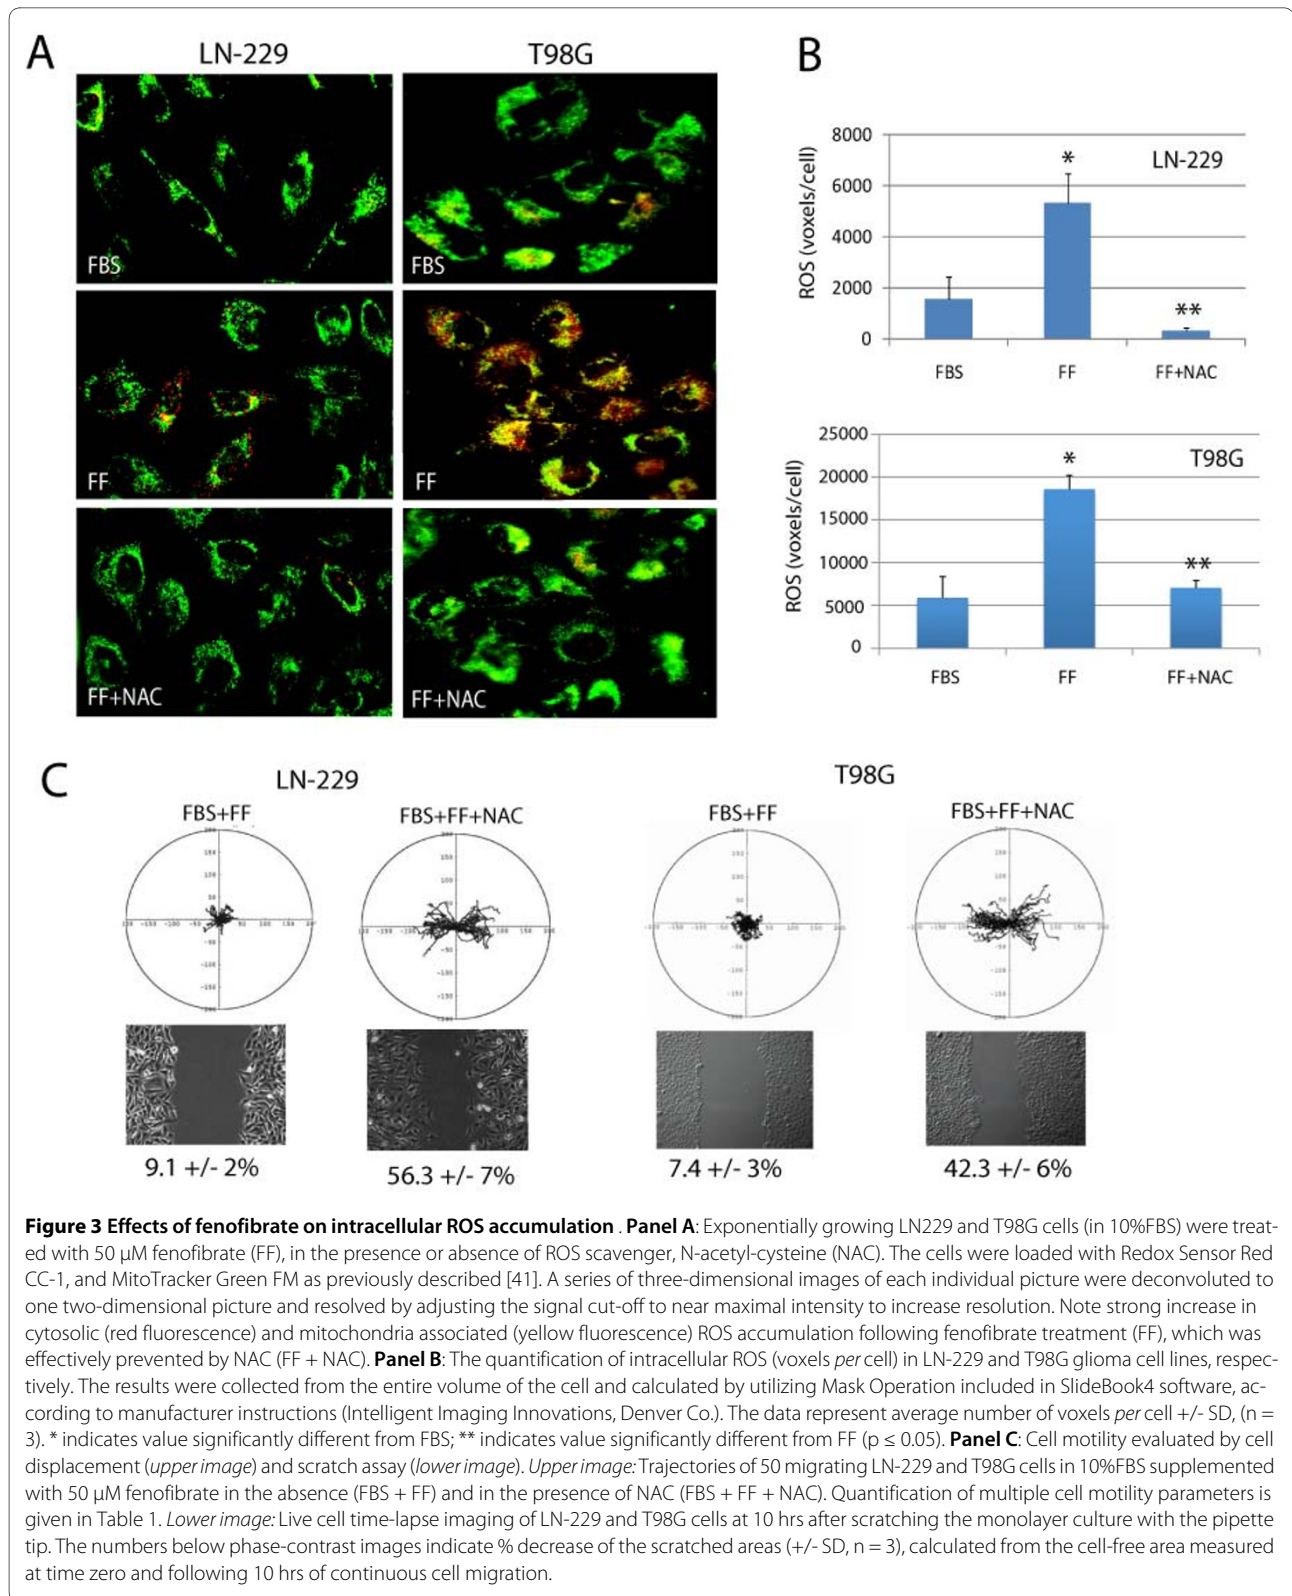 A
LN-229
T98G
FBS
FBS
FF
FF
FF+NAC
FF+NAC
B
8000
6000
4000
2000
0
ROS (voxels/cell)
LN-229
*
**
FBS
FF
FF+NAC
25000
20000
15000
10000
5000
0
ROS (voxels/cell)
T98G
*
**
FBS
FF
FF+NAC
C
LN-229
T98G
FBS+FF
FBS+FF+NAC
FBS+FF
FBS+FF+NAC
9.1 +/- 2%
56.3 +/- 7%
7.4 +/- 3%
42.3 +/- 6%
Figure 3 Effects of fenofibrate on intracellular ROS accumulation . Panel A: Exponentially growing LN229 and T98G cells (in 10%FBS) were treat-
ed with 50 μM fenofibrate (FF), in the presence or absence of ROS scavenger, N-acetyl-cysteine (NAC). The cells were loaded with Redox Sensor Red
CC-1, and MitoTracker Green FM as previously described [41]. A series of three-dimensional images of each individual picture were deconvoluted to
one two-dimensional picture and resolved by adjusting the signal cut-off to near maximal intensity to increase resolution. Note strong increase in
cytosolic (red fluorescence) and mitochondria associated (yellow fluorescence) ROS accumulation following fenofibrate treatment (FF), which was
effectively prevented by NAC (FF + NAC). Panel B: The quantification of intracellular ROS (voxels per cell) in LN-229 and T98G glioma cell lines, respec-
tively. The results were collected from the entire volume of the cell and calculated by utilizing Mask Operation included in SlideBook4 software, ac-
cording to manufacturer instructions (Intelligent Imaging Innovations, Denver Co.). The data represent average number of voxels per cell +/- SD, (n =
3). * indicates value significantly different from FBS; ** indicates value significantly different from FF (p ≤ 0.05). Panel C: Cell motility evaluated by cell
displacement (upper image) and scratch assay (lower image). Upper image: Trajectories of 50 migrating LN-229 and T98G cells in 10%FBS supplemented
with 50 μM fenofibrate in the absence (FBS + FF) and in the presence of NAC (FBS + FF + NAC). Quantification of multiple cell motility parameters is
given in Table 1. Lower image: Live cell time-lapse imaging of LN-229 and T98G cells at 10 hrs after scratching the monolayer culture with the pipette
tip. The numbers below phase-contrast images indicate % decrease of the scratched areas (+/- SD, n = 3), calculated from the cell-free area measured
at time zero and following 10 hrs of continuous cell migration.